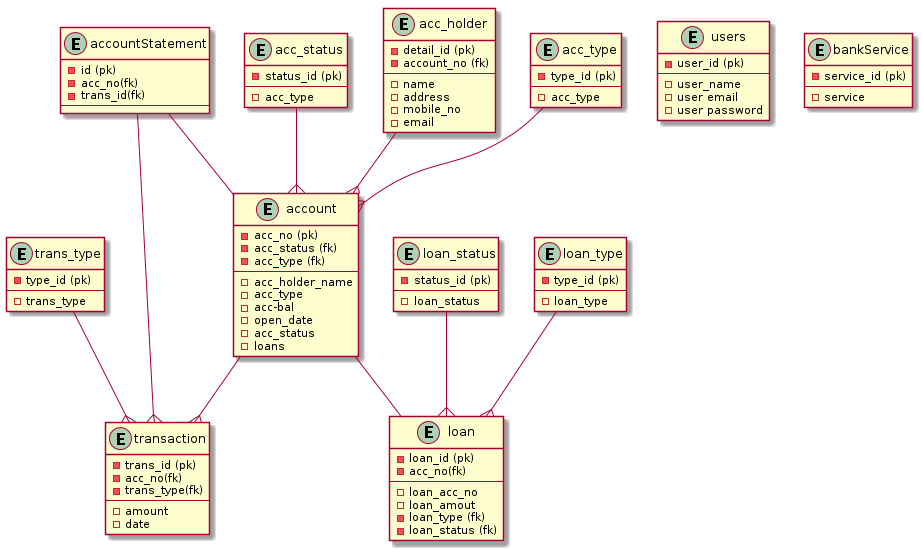 E accountStatement
id (pk)
acc_no(fk)
trans_id(fk)
E acc_status
status_id (pk)
acc_type
E acc_holder
detail_id (pk)
account_no (fk)
name
address
mobile_no
email
E acc_type
type_id (pk)
acc_type
E users
user_id (pk)
user_name
user email
user password
E bankService
service_id (pk)
service
E trans_type
type_id (pk)
trans_type
E account
acc_no (pk)
acc_status (fk)
acc_type (fk)
acc_holder_name
acc_type
acc-bal
open_date
acc_status
loans
E loan_status
status_id (pk)
loan_status
E loan_type
type_id (pk)
loan_type
E transaction
trans_id (pk)
acc_no(fk)
trans_type(fk)
amount
date
E loan
loan_id (pk)
acc_no(fk)
loan_acc_no
loan_amout
loan_type (fk)
loan_status (fk)